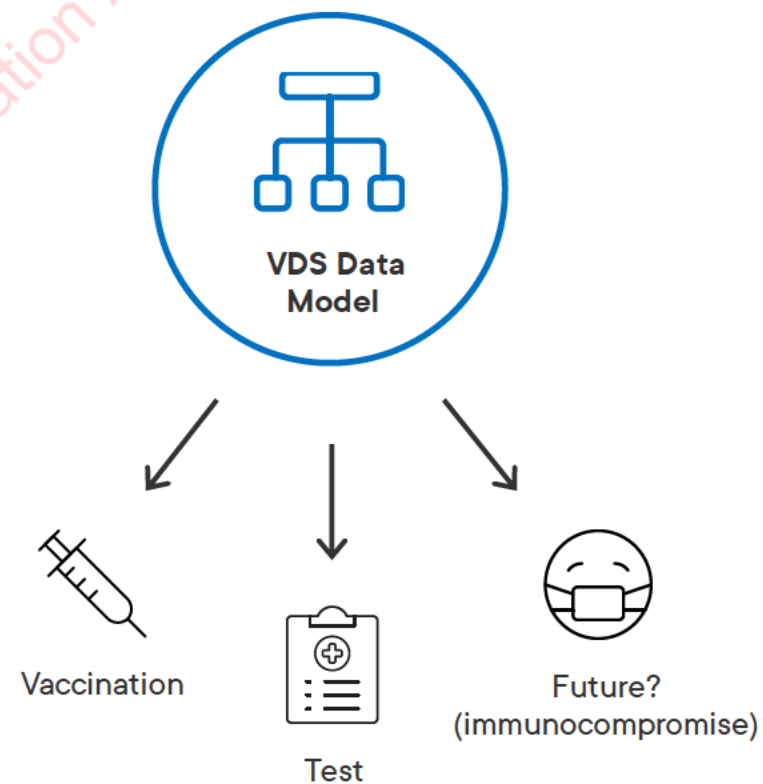 VDS Data
Model
Vaccination
Future?
(immunocompromise)
Test